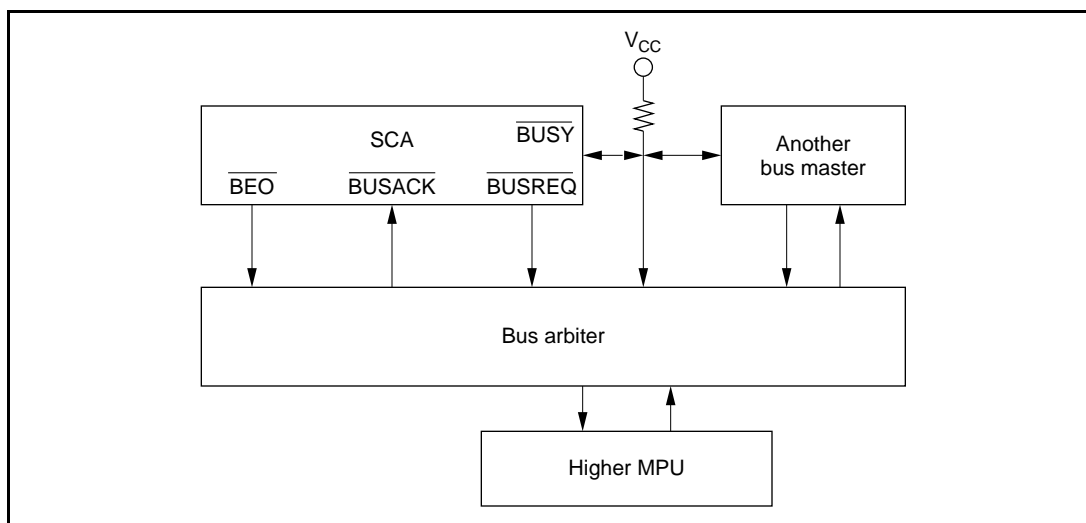 VCC
SCA
BUSY
Another
bus master
BEO BUSACK BUSREQ
Bus arbiter
Higher MPU